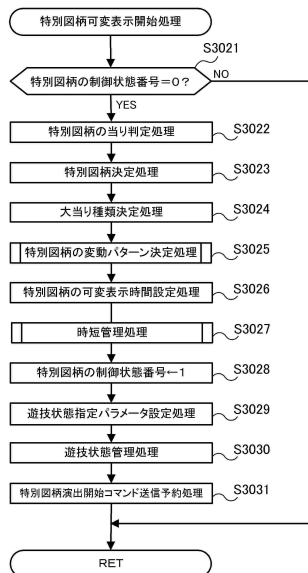 特別図柄可変表示開始処理
S3021
特別図柄の制御状態番号=0?
NO
YES
特別図柄の当り判定処理
S3022
特別図柄決定処理
S3023
大当り種類決定処理
S3024
特別図柄の変動パターン決定処理
S3025
特別図柄の可変表示時間設定処理
S3026
時短管理処理
S3027
特別図柄の制御状態番号←1
S3028
遊技状態指定パラメータ設定処理
S3029
遊技状態管理処理
S3030
特別図柄演出開始コマンド送信予約処理
S3031
RET